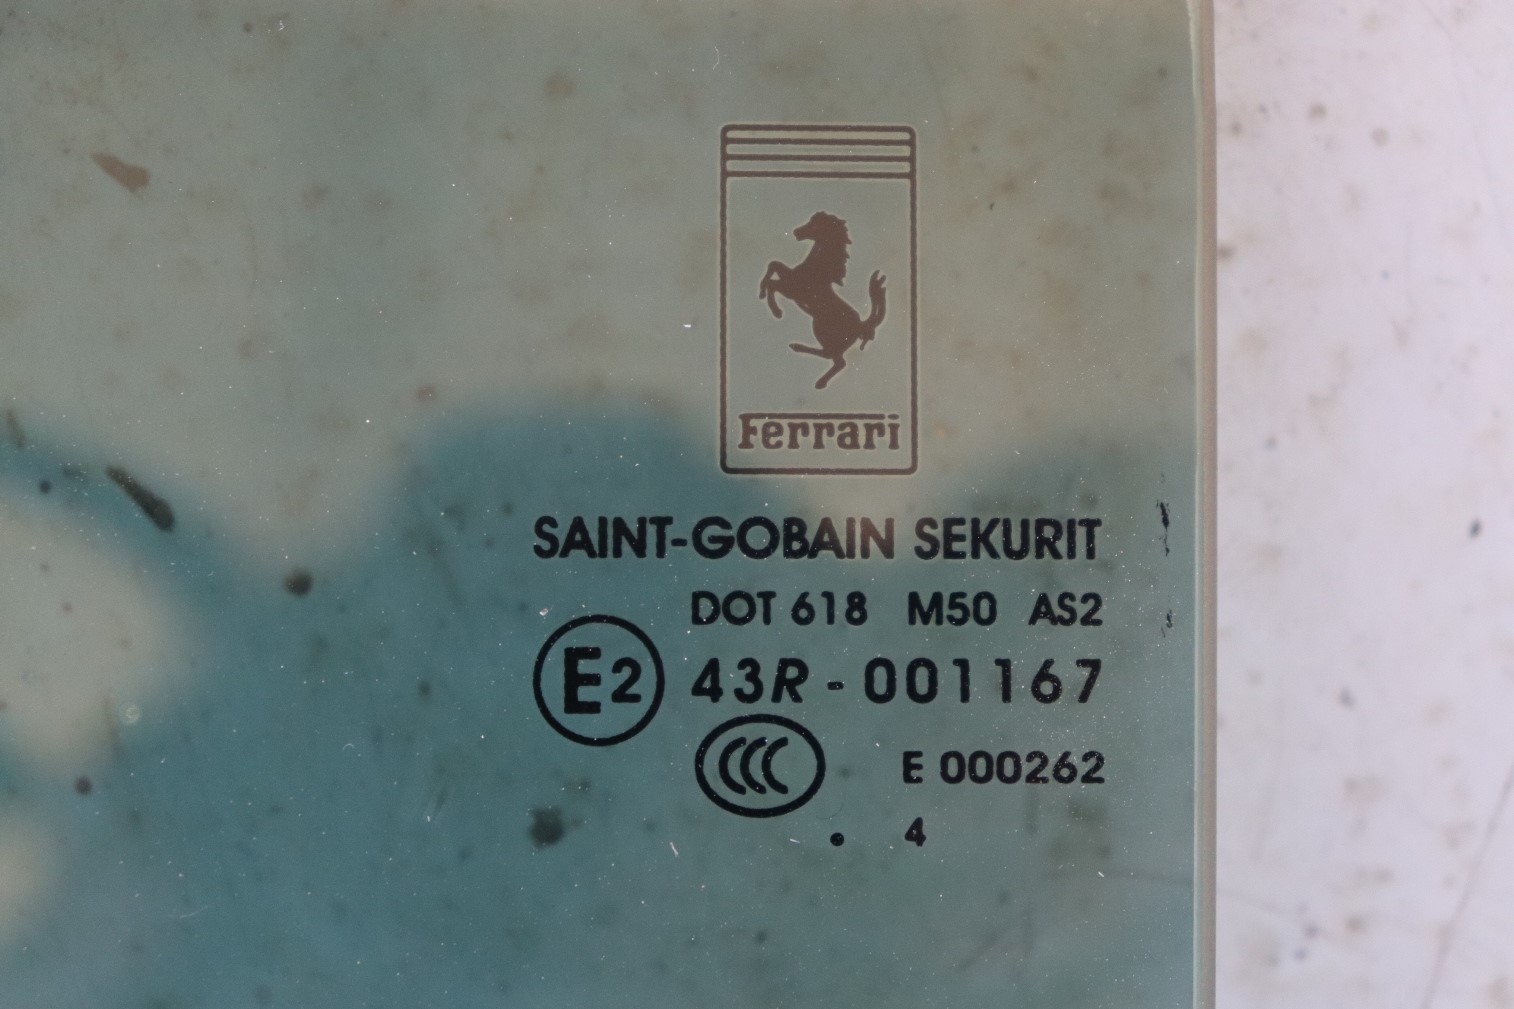 Ferrari
SAINT-GOBAIN SEKURIT
DOT 618 M50 AS2
E2 43R-001167
CCC E 000262
. 4